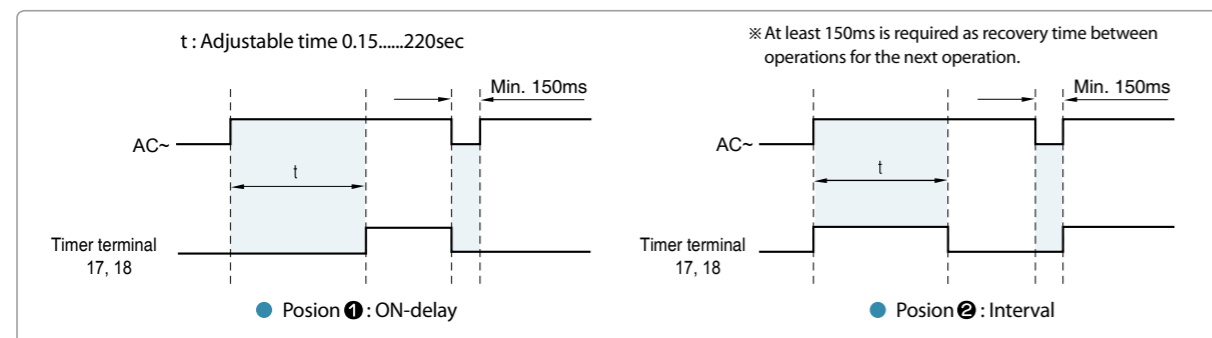 t : Adjustable time 0.15......220sec
Min. 150ms
AC~
t
Timer terminal
17, 18
Posion ❶ : ON-delay
※ At least 150ms is required as recovery time between
operations for the next operation.
Min. 150ms
AC~
t
Timer terminal
17, 18
Posion ❷ : Interval